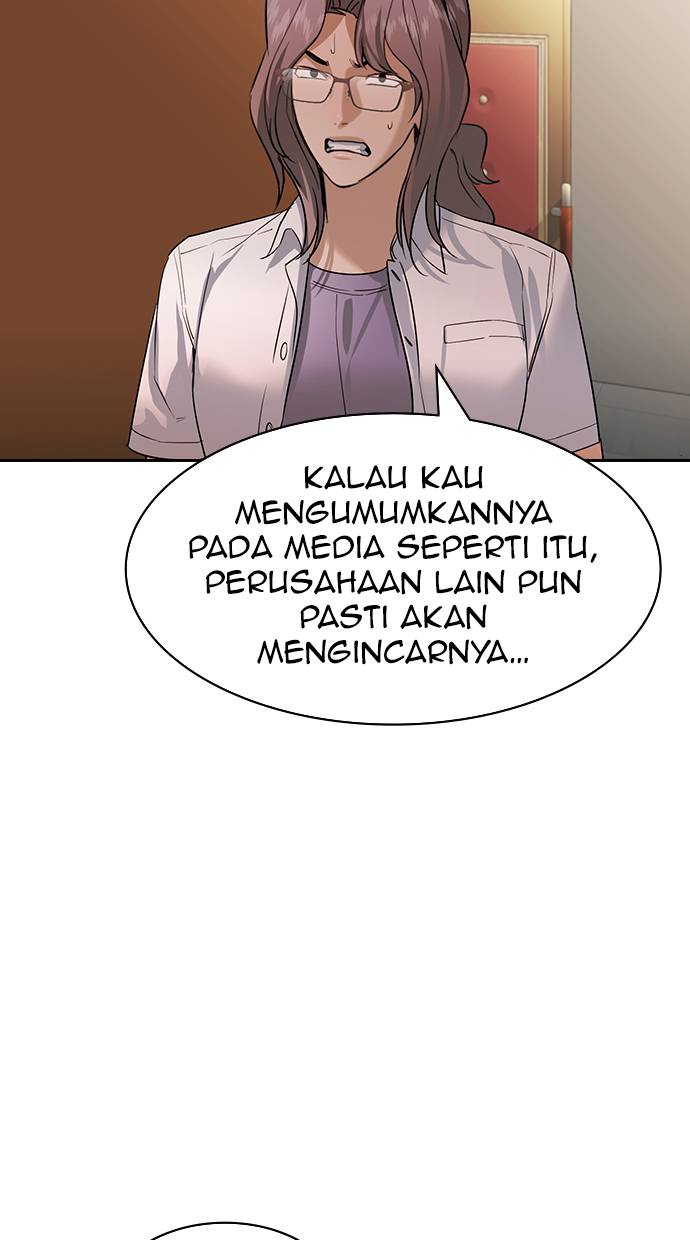 KALAU KAU
MENGUMUMKANNYA
PADA MEDIA SEPERTI ITU,
PERUSAHAAN LAIN PUN
PASTI AKAN
MENGINCARNYA...